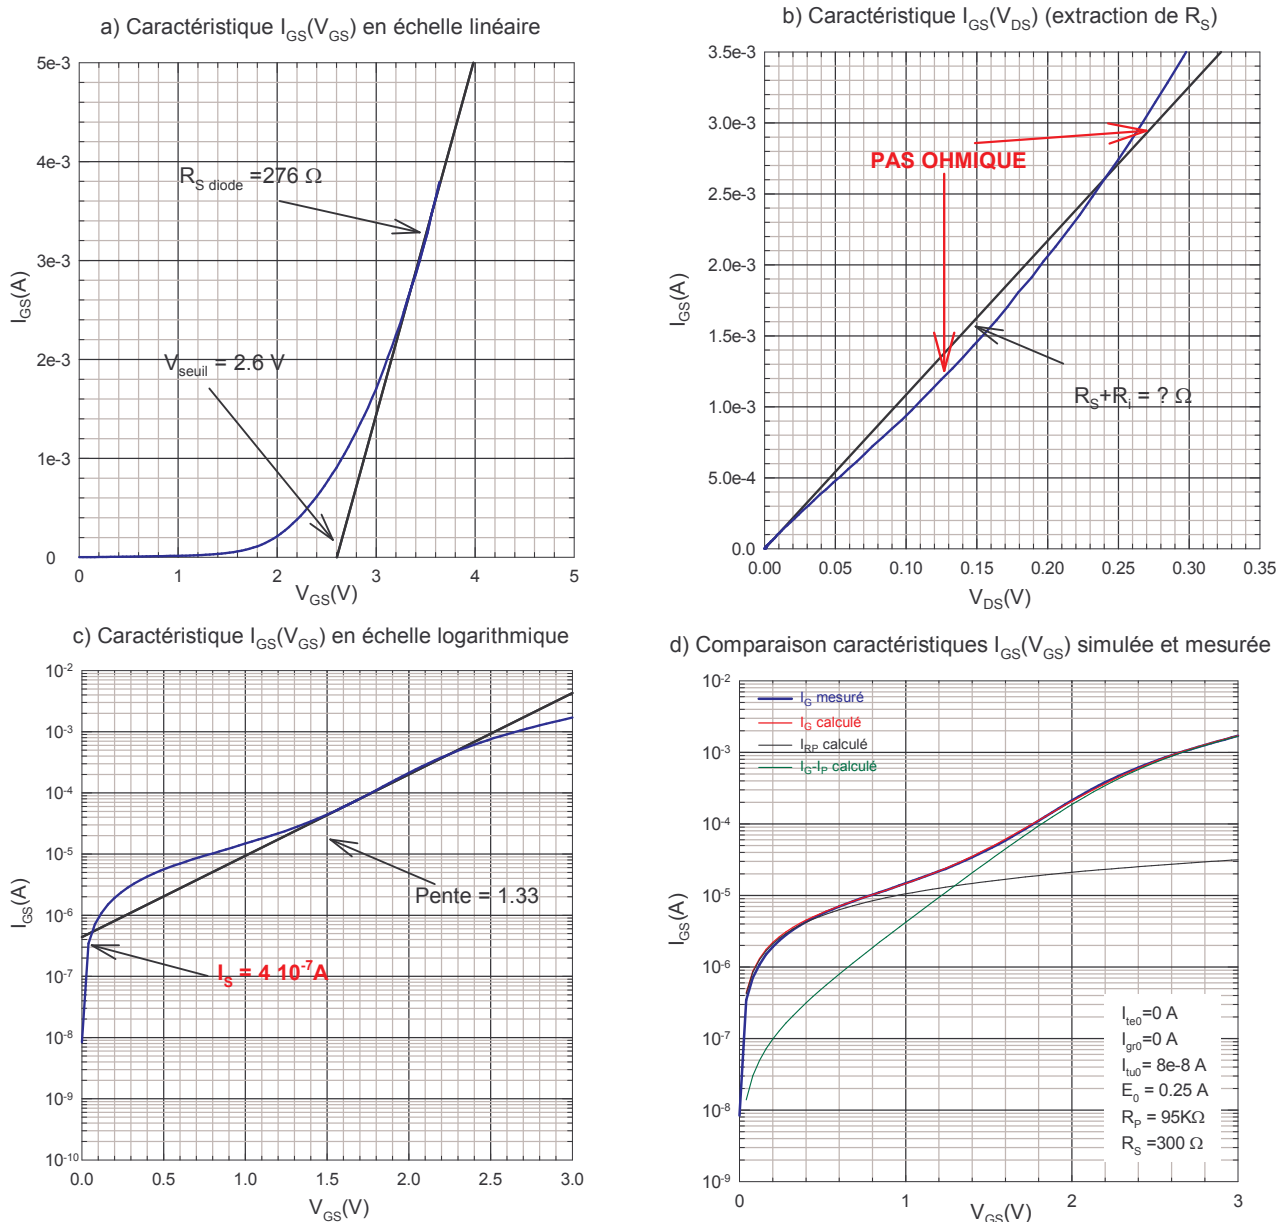 a) Caractéristique I_GS(V_GS) en échelle linéaire
5e-3
4e-3
3e-3
2e-3
1e-3
0
R_S diode =276 Ω
V_seuil = 2.6 V
I_GS(A)
0 1 2 3 4 5
V_GS(V)
b) Caractéristique I_GS(V_DS) (extraction de R_S)
3.5e-3
3.0e-3
2.5e-3
2.0e-3
1.5e-3
1.0e-3
5.0e-4
0.0
PAS OHMIQUE
R_S+R_i = ? Ω
I_GS(A)
0.00 0.05 0.10 0.15 0.20 0.25 0.30 0.35
V_DS(V)
c) Caractéristique I_GS(V_GS) en échelle logarithmique
10^-2
10^-3
10^-4
10^-5
10^-6
10^-7
10^-8
10^-9
10^-10
Pente = 1.33
I_S = 4 10^-7A
I_GS(A)
0.0 0.5 1.0 1.5 2.0 2.5 3.0
V_GS(V)
d) Comparaison caractéristiques I_GS(V_GS) simulée et mesurée
10^-2
10^-3
10^-4
10^-5
10^-6
10^-7
10^-8
10^-9
I_G mesuré
I_G calculé
I_RP calculé
I_G-I_P calculé
I_te0=0 A
I_gr0=0 A
I_tu0= 8e-8 A
E_0 = 0.25 A
R_P = 95KΩ
R_S=300 Ω
I_GS(A)
0 1 2 3
V_GS(V)